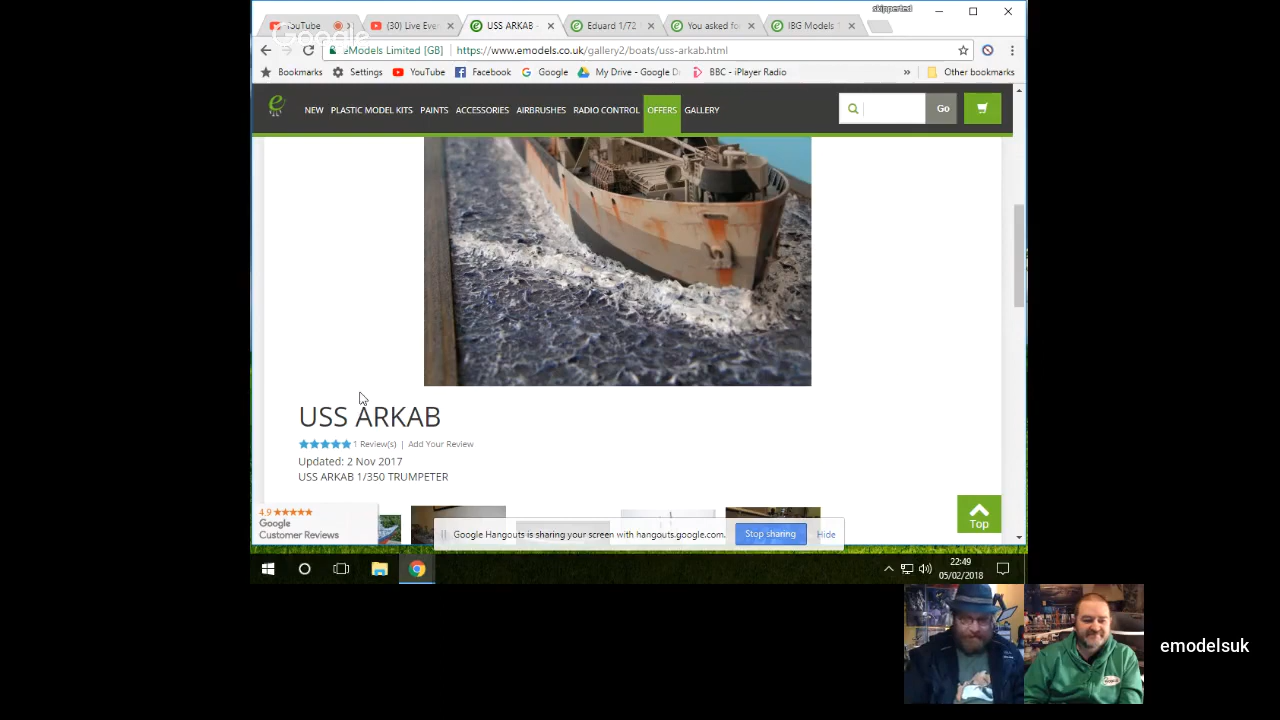 skipperted
YouTube
(30) Live Eve
USS ARKAB -
Eduard 1/72
You asked fo
IBG Models
Google
eModels Limited [GB]
https://www.emodels.co.uk/gallery2/boats/uss-arkab.html
Bookmarks
Settings
YouTube
Facebook
Google
My Drive - Google D
BBC - iPlayer Radio
»
Other bookmarks
e
NEW
PLASTIC MODEL KITS
PAINTS
ACCESSORIES
AIRBRUSHES
RADIO CONTROL
OFFERS
GALLERY
Go
USS ARKAB
1 Review(s) | Add Your Review
Updated: 2 Nov 2017
USS ARKAB 1/350 TRUMPETER
4.9
Google
Customer Reviews
Top
Google Hangouts is sharing your screen with hangouts.google.com.
Stop sharing
Hide
22:49
05/02/2018
emodelsuk